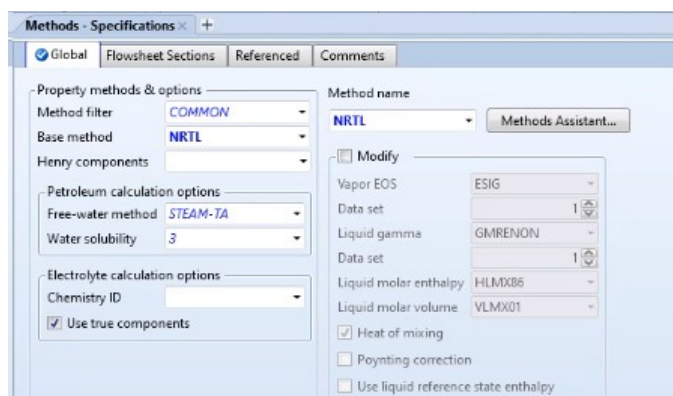 Methods - Specifications × +
Global Flowsheet Sections Referenced Comments
Property methods & options
Method filter COMMON
Base method NRTL
Henry components
Petroleum calculation options
Free-water method STEAM-TA
Water solubility 3
Electrolyte calculation options
Chemistry ID
Use true components
Method name
NRTL Methods Assistant...
Modify
Vapor EOS ESIG
Data set 1
Liquid gamma GMRENON
Data set 1
Liquid molar enthalpy HLMX86
Liquid molar volume VLMX01
Heat of mixing
Poynting correction
Use liquid reference state enthalpy